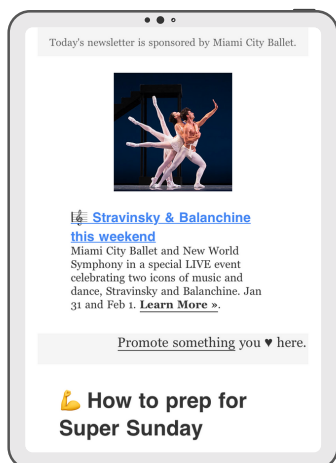 Today's newsletter is sponsored by Miami City Ballet.
🎼 Stravinsky & Balanchine
this weekend
Miami City Ballet and New World
Symphony in a special LIVE event
celebrating two icons of music and
dance, Stravinsky and Balanchine. Jan
31 and Feb 1. Learn More ».
Promote something you ♥ here.
💪 How to prep for
Super Sunday